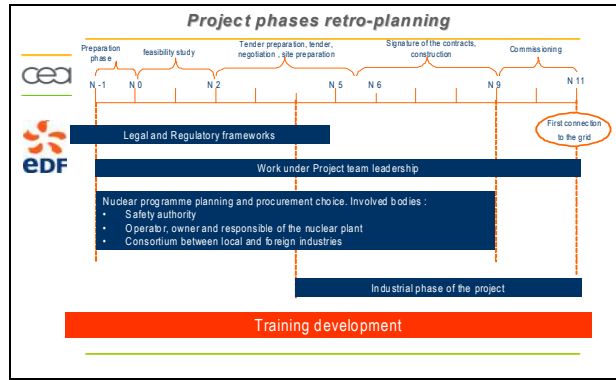 Project phases retro-planning
Preparation
phase
feasibility study
Tender preparation, tender,
negotiation , site preparation
Signature of the contracts,
construction
Commissioning
cea
N -1
N 0
N 2
N 5
N 6
N 9
N 11
eDF
Legal and Regulatory frameworks
First connection
to the grid
Work under Project team leadership
Nuclear programme planning and procurement choice. Involved bodies :
• Safety authority
• Operator, owner and responsible of the nuclear plant
• Consortium between local and foreign industries
Industrial phase of the project
Training development